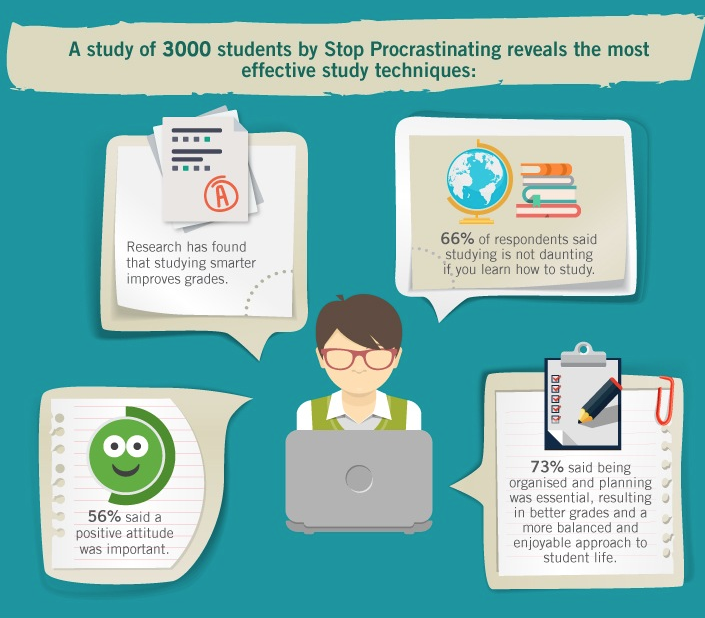 A study of 3000 students by Stop Procrastinating reveals the most
effective study techniques:
A
Research has found
that studying smarter
improves grades.
66% of respondents said
studying is not daunting
if you learn how to study.
56% said a
positive attitude
was important.
73% said being
organised and planning
was essential, resulting
in better grades and a
more balanced and
enjoyable approach to
student life.